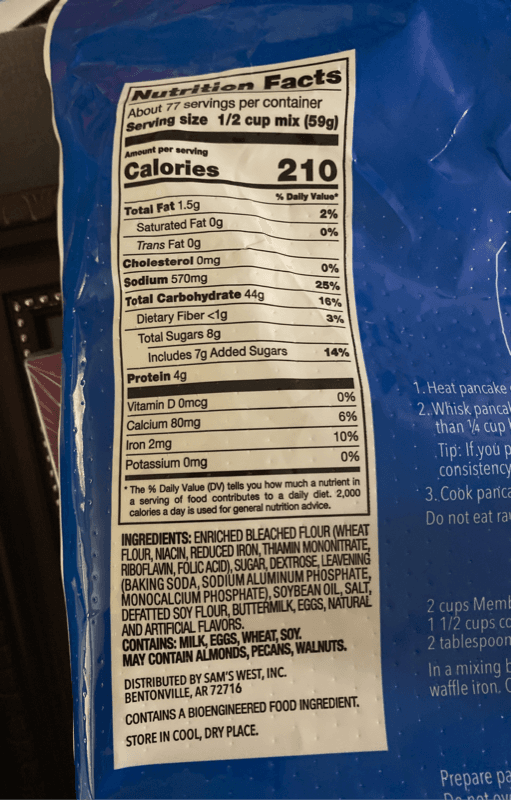 Nutrition Facts
About 77 servings per container
Serving size 1/2 cup mix (59g)
Amount per serving
Calories 210
% Daily Value*
Total Fat 1.5g 2%
Saturated Fat 0g 0%
Trans Fat 0g
Cholesterol 0mg 0%
Sodium 570mg 25%
Total Carbohydrate 44g 16%
Dietary Fiber <1g 3%
Total Sugars 8g
Includes 7g Added Sugars 14%
Protein 4g
Vitamin D 0mcg 0%
Calcium 80mg 6%
Iron 2mg 10%
Potassium 0mg 0%
* The % Daily Value (DV) tells you how much a nutrient in
a serving of food contributes to a daily diet. 2,000
calories a day is used for general nutrition advice.
INGREDIENTS: ENRICHED BLEACHED FLOUR (WHEAT
FLOUR, NIACIN, REDUCED IRON, THIAMIN MONONITRATE,
RIBOFLAVIN, FOLIC ACID), SUGAR, DEXTROSE, LEAVENING
(BAKING SODA, SODIUM ALUMINUM PHOSPHATE,
MONOCALCIUM PHOSPHATE), SOYBEAN OIL, SALT,
DEFATTED SOY FLOUR, BUTTERMILK, EGGS, NATURAL
AND ARTIFICIAL FLAVORS.
CONTAINS: MILK, EGGS, WHEAT, SOY.
MAY CONTAIN ALMONDS, PECANS, WALNUTS.
DISTRIBUTED BY SAM'S WEST, INC.
BENTONVILLE, AR 72716
CONTAINS A BIOENGINEERED FOOD INGREDIENT.
STORE IN COOL, DRY PLACE.
1. Heat pancake
2. Whisk panca
than 1/4 cup
Tip: If you p
consistency
3. Cook panca
Do not eat ra
2 cups Memb
1 1/2 cups co
2 tablespoon
In a mixing b
waffle iron.
Prepare pa
Do not ov